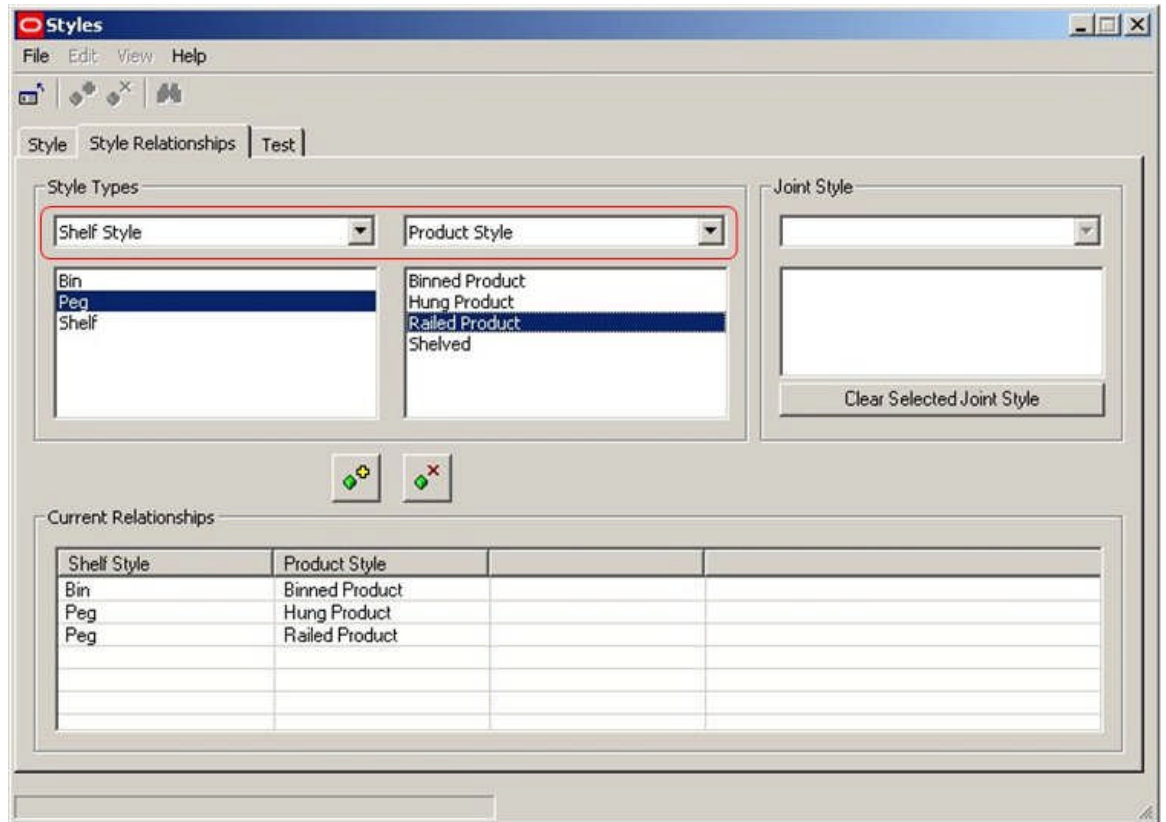 Styles
File Edit View Help
Style Style Relationships Test
Style Types
Joint Style
Shelf Style Product Style
Bin
Peg
Shelf
Binned Product
Hung Product
Railed Product
Shelved
Clear Selected Joint Style
Current Relationships
Shelf Style Product Style
Bin Binned Product
Peg Hung Product
Peg Railed Product